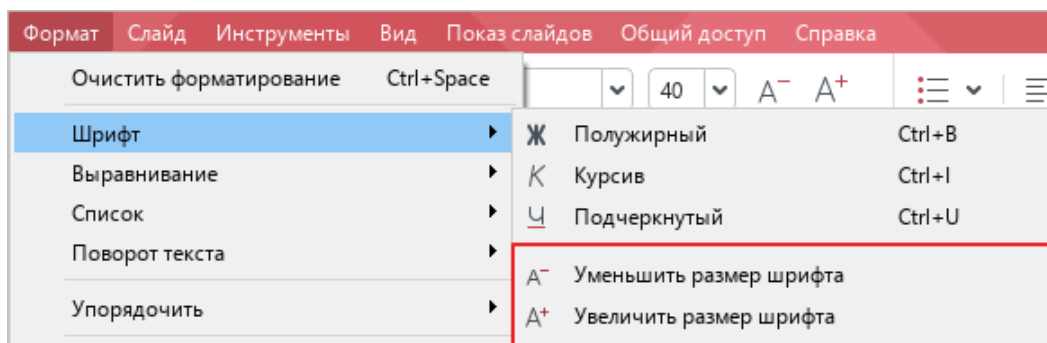 Формат Слайд Инструменты Вид Показ слайдов Общий доступ Справка
Очистить форматирование Ctrl+Space
40 A− A+
Шрифт
Ж Полужирный Ctrl+B
Выравнивание
К Курсив Ctrl+I
Список
Ч Подчеркнутый Ctrl+U
Поворот текста
A− Уменьшить размер шрифта
Упорядочить
A+ Увеличить размер шрифта